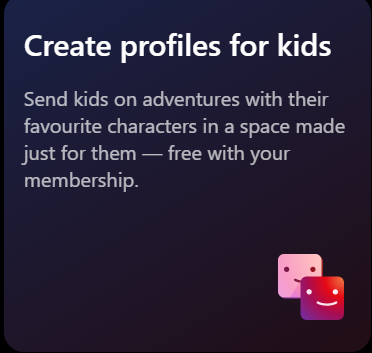 Create profiles for kids
Send kids on adventures with their
favourite characters in a space made
just for them — free with your
membership.